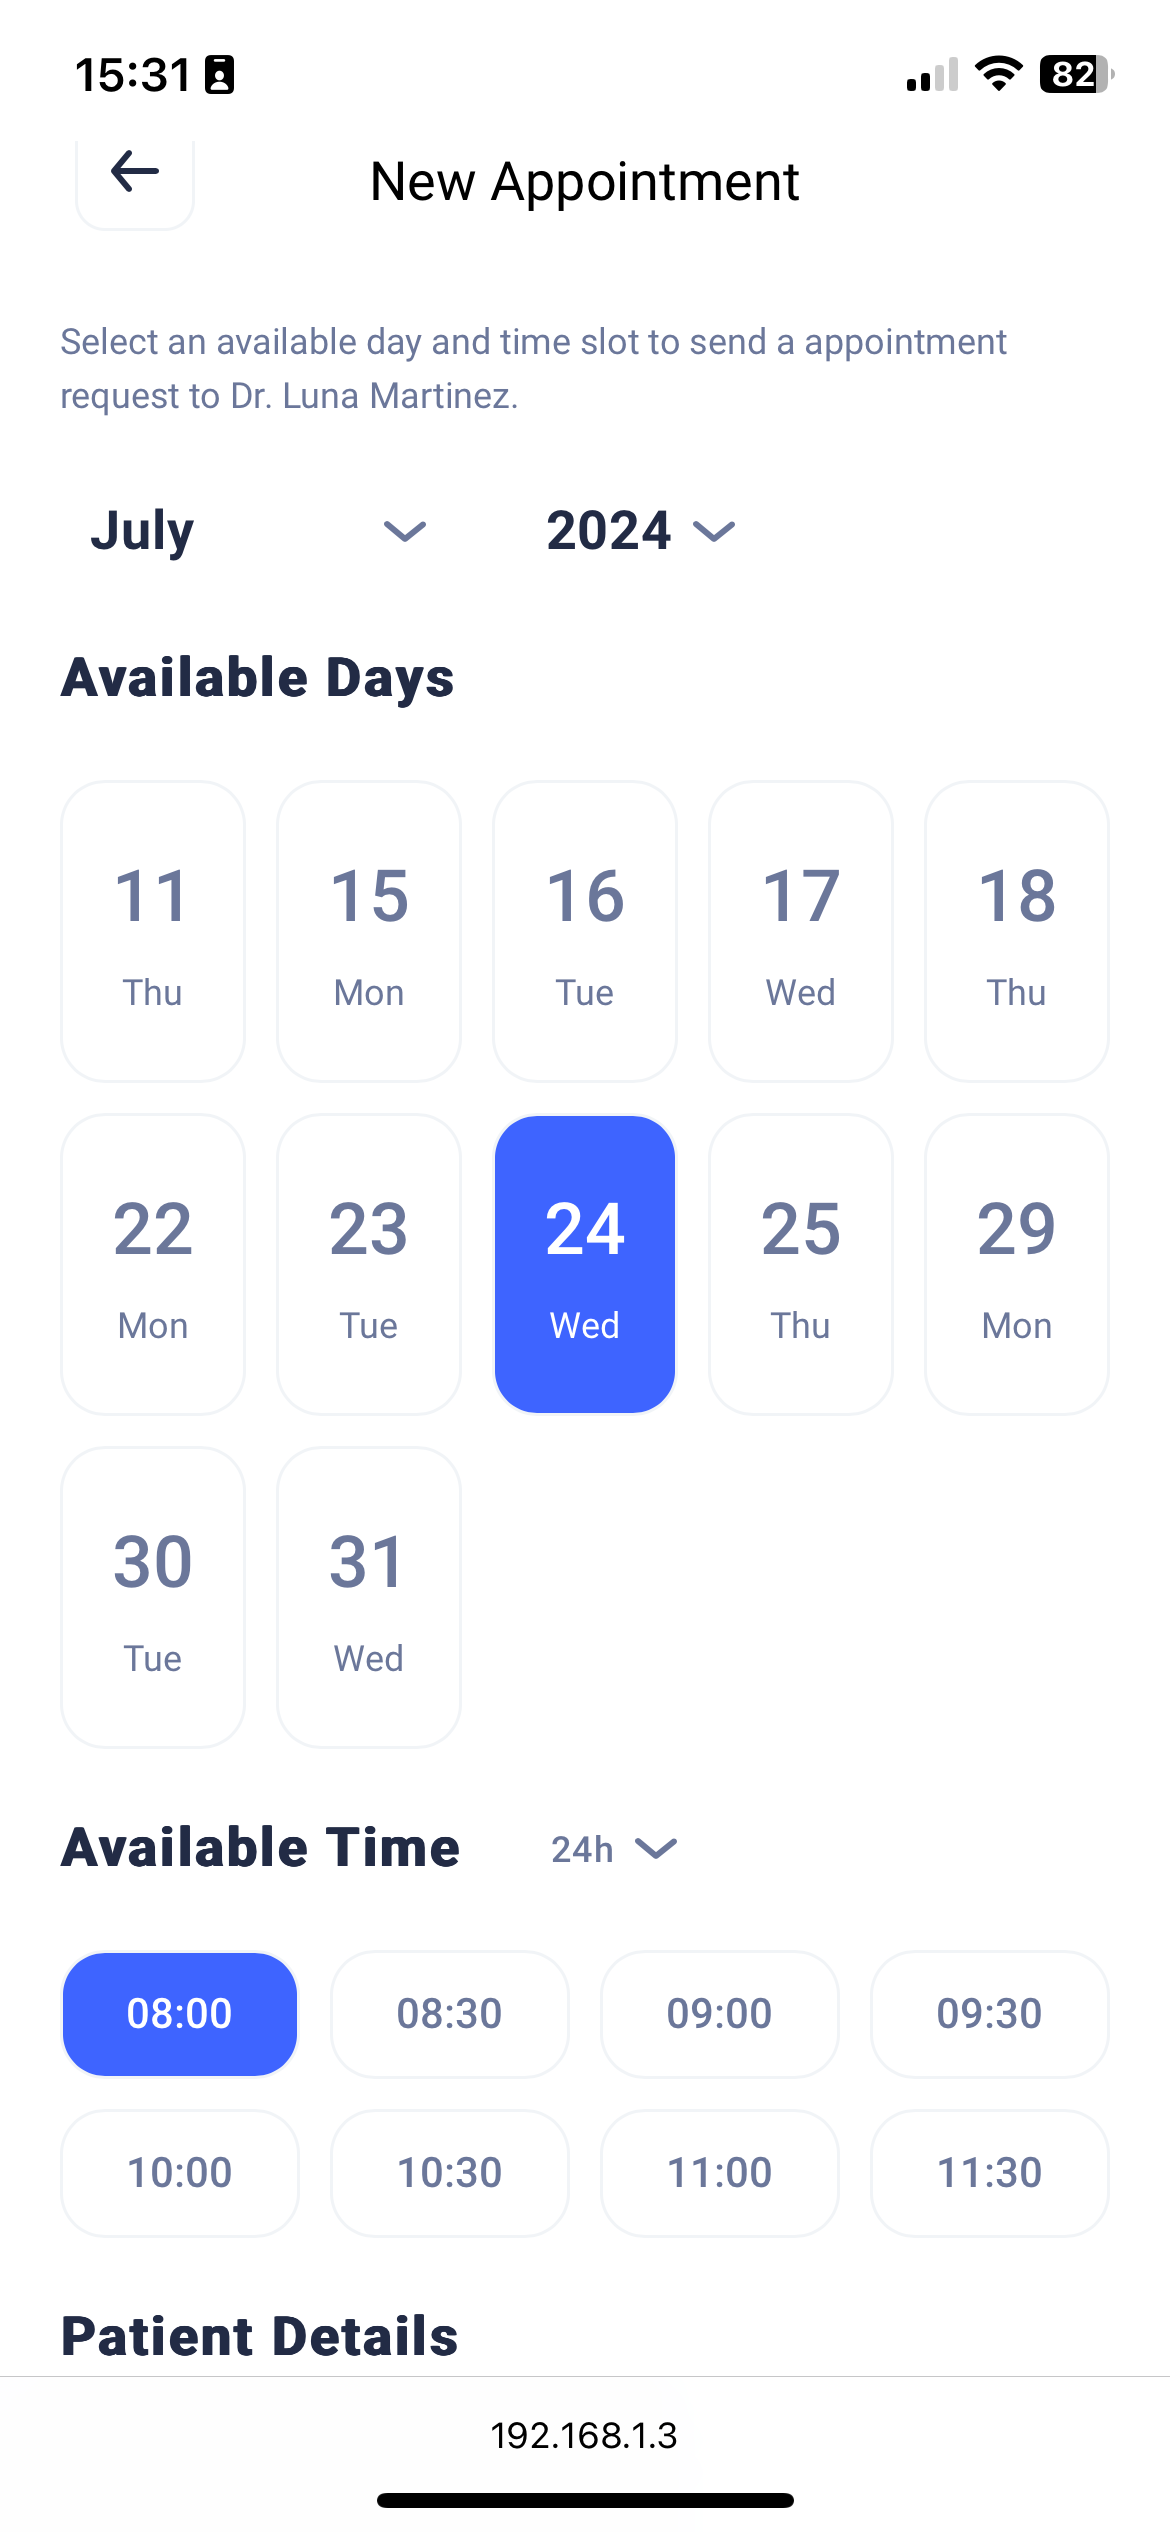 15:31 82
New Appointment
Select an available day and time slot to send a appointment
request to Dr. Luna Martinez.
July 2024
Available Days
11 15 16 17 18
Thu Mon Tue Wed Thu
22 23 24 25 29
Mon Tue Wed Thu Mon
30 31
Tue Wed
Available Time 24h
08:00 08:30 09:00 09:30
10:00 10:30 11:00 11:30
Patient Details
192.168.1.3